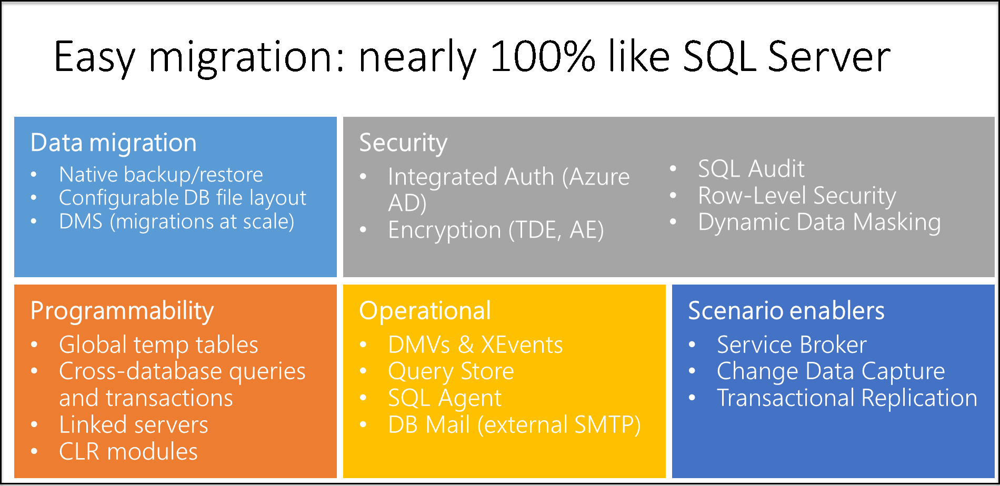 Easy migration: nearly 100% like SQL Server
Data migration
• Native backup/restore
• Configurable DB file layout
• DMS (migrations at scale)
Security
• Integrated Auth (Azure
AD)
• Encryption (TDE, AE)
• SQL Audit
• Row-Level Security
• Dynamic Data Masking
Programmability
• Global temp tables
• Cross-database queries
and transactions
• Linked servers
• CLR modules
Operational
• DMVs & XEvents
• Query Store
• SQL Agent
• DB Mail (external SMTP)
Scenario enablers
• Service Broker
• Change Data Capture
• Transactional Replication